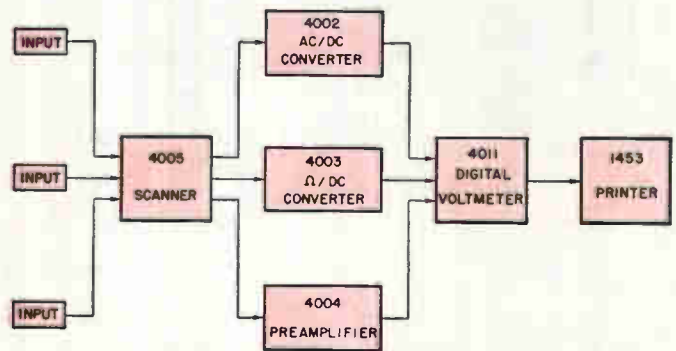 INPUT
INPUT
INPUT
4005
SCANNER
4002
AC/DC
CONVERTER
4003
Ω/DC
CONVERTER
4004
PREAMPLIFIER
4011
DIGITAL
VOLTMETER
1453
PRINTER